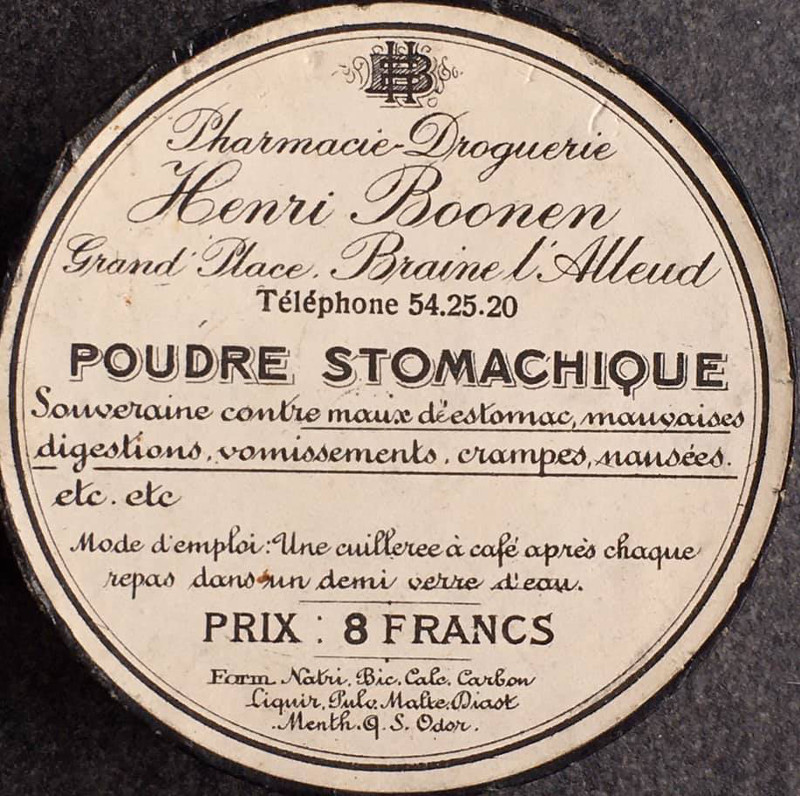 HB
Pharmacie-Droguerie
Henri Boonen
Grand' Place. Braine l'Alleud
Téléphone 54.25.20
POUDRE STOMACHIQUE
Souveraine contre maux d'estomac, mauvaises
digestions, vomissements, crampes, nausées.
etc. etc
Mode d'emploi: Une cuilleree à café après chaque
repas dans un demi verre d'eau.
PRIX : 8 FRANCS
Form. Natri. Bic. Calc. Carbon
Liquir. Pulv. Malte. Diast
Menth. Q. S. Odor.